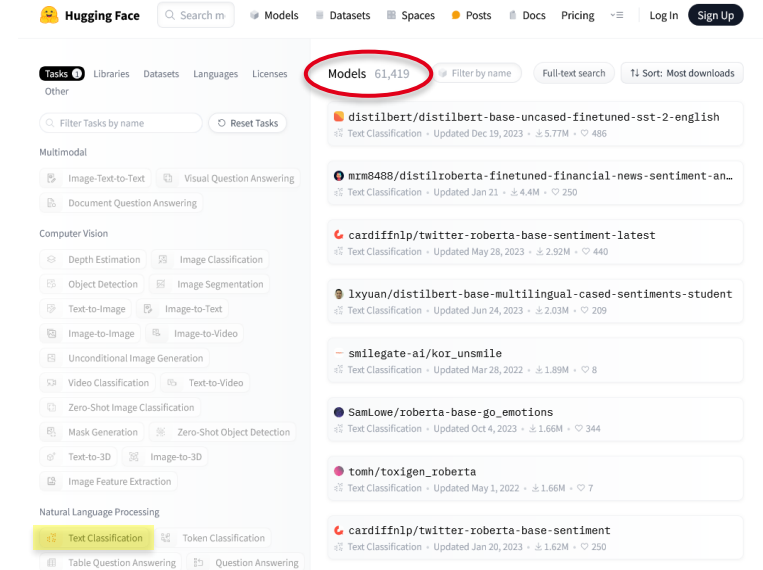 Hugging Face Search m Models Datasets Spaces Posts Docs Pricing Log In Sign Up
Tasks 1 Libraries Datasets Languages Licenses
Other
Filter Tasks by name Reset Tasks
Multimodal
Image-Text-to-Text Visual Question Answering
Document Question Answering
Computer Vision
Depth Estimation Image Classification
Object Detection Image Segmentation
Text-to-Image Image-to-Text
Image-to-Image Image-to-Video
Unconditional Image Generation
Video Classification Text-to-Video
Zero-Shot Image Classification
Mask Generation Zero-Shot Object Detection
Text-to-3D Image-to-3D
Image Feature Extraction
Natural Language Processing
Text Classification Token Classification
Table Question Answering Question Answering
Models 61,419 Filter by name Full-text search ↑↓ Sort: Most downloads
distilbert/distilbert-base-uncased-finetuned-sst-2-english
Text Classification • Updated Dec 19, 2023 • 5.77M • 486
mrm8488/distilroberta-finetuned-financial-news-sentiment-an…
Text Classification • Updated Jan 21 • 4.4M • 250
cardiffnlp/twitter-roberta-base-sentiment-latest
Text Classification • Updated May 28, 2023 • 2.92M • 440
lxyuan/distilbert-base-multilingual-cased-sentiments-student
Text Classification • Updated Jun 24, 2023 • 2.03M • 209
smilegate-ai/kor_unsmile
Text Classification • Updated Mar 28, 2022 • 1.89M • 8
SamLowe/roberta-base-go_emotions
Text Classification • Updated Oct 4, 2023 • 1.66M • 344
tomh/toxigen_roberta
Text Classification • Updated May 1, 2022 • 1.66M • 7
cardiffnlp/twitter-roberta-base-sentiment
Text Classification • Updated Jan 20, 2023 • 1.62M • 250